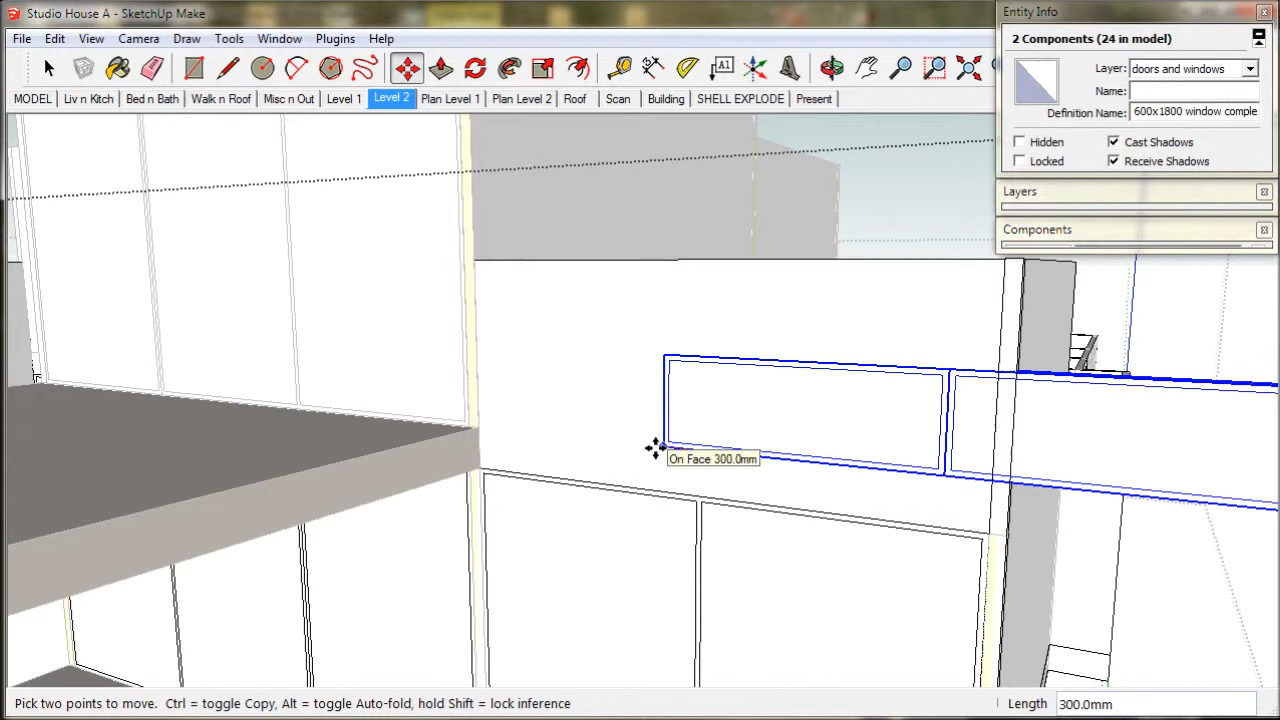 Studio House A - SketchUp Make
File Edit View Camera Draw Tools Window Plugins Help
A1
MODEL Liv n Kitch Bed n Bath Walk n Roof Misc n Out Level 1 Level 2 Plan Level 1 Plan Level 2 Roof Scan Building SHELL EXPLODE Present
Entity Info
2 Components (24 in model)
Layer: doors and windows
Name:
Definition Name: 600x1800 window comple
Hidden Cast Shadows
Locked Receive Shadows
Layers
Components
On Face 300.0mm
Pick two points to move. Ctrl = toggle Copy, Alt = toggle Auto-fold, hold Shift = lock inference
Length 300.0mm